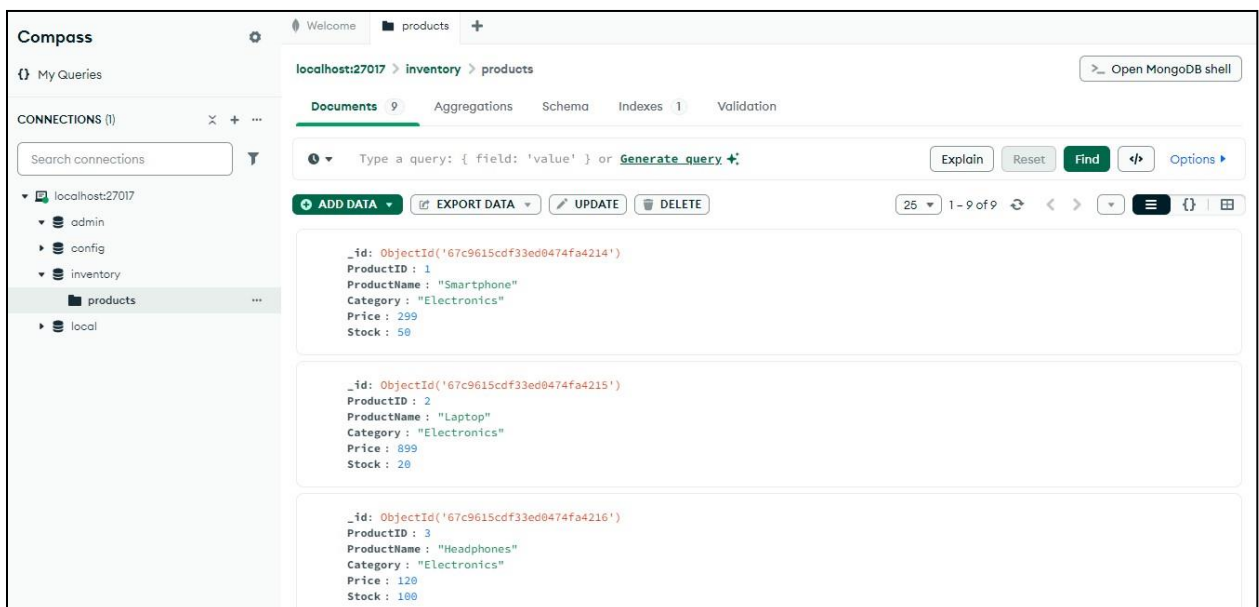 Compass
{} My Queries
CONNECTIONS (1)
Search connections
localhost:27017
admin
config
inventory
products
local
Welcome
products
localhost:27017 > inventory > products
>_ Open MongoDB shell
Documents 9 Aggregations Schema Indexes 1 Validation
Type a query: { field: 'value' } or Generate query
Explain Reset Find </> Options
ADD DATA EXPORT DATA UPDATE DELETE
25 1 – 9 of 9 {}
_id: ObjectId('67c9615cdf33ed0474fa4214')
ProductID : 1
ProductName : "Smartphone"
Category : "Electronics"
Price : 299
Stock : 50
_id: ObjectId('67c9615cdf33ed0474fa4215')
ProductID : 2
ProductName : "Laptop"
Category : "Electronics"
Price : 899
Stock : 20
_id: ObjectId('67c9615cdf33ed0474fa4216')
ProductID : 3
ProductName : "Headphones"
Category : "Electronics"
Price : 120
Stock : 100